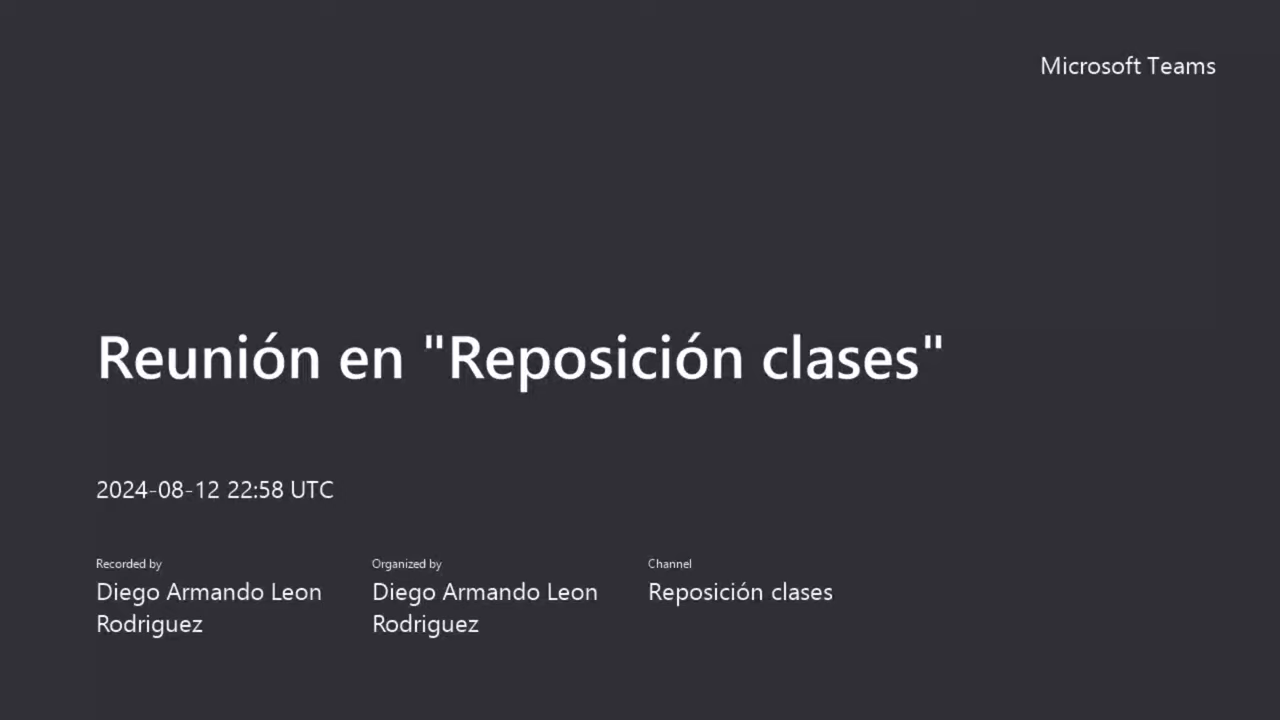 Microsoft Teams
Reunión en "Reposición clases"
2024-08-12 22:58 UTC
Recorded by
Diego Armando Leon
Rodriguez
Organized by
Diego Armando Leon
Rodriguez
Channel
Reposición clases